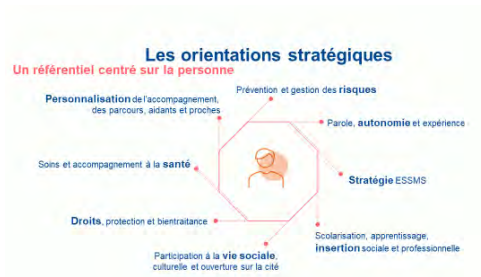 Les orientations stratégiques
Un référentiel centré sur la personne
Prévention et gestion des risques
Personnalisation de l'accompagnement,
des parcours, aidants et proches
Parole, autonomie et expérience
Soins et accompagnement à la santé
Stratégie ESSMS
Droits, protection et bientraitance
Scolarisation, apprentissage,
insertion sociale et professionnelle
Participation à la vie sociale,
culturelle et ouverture sur la cité